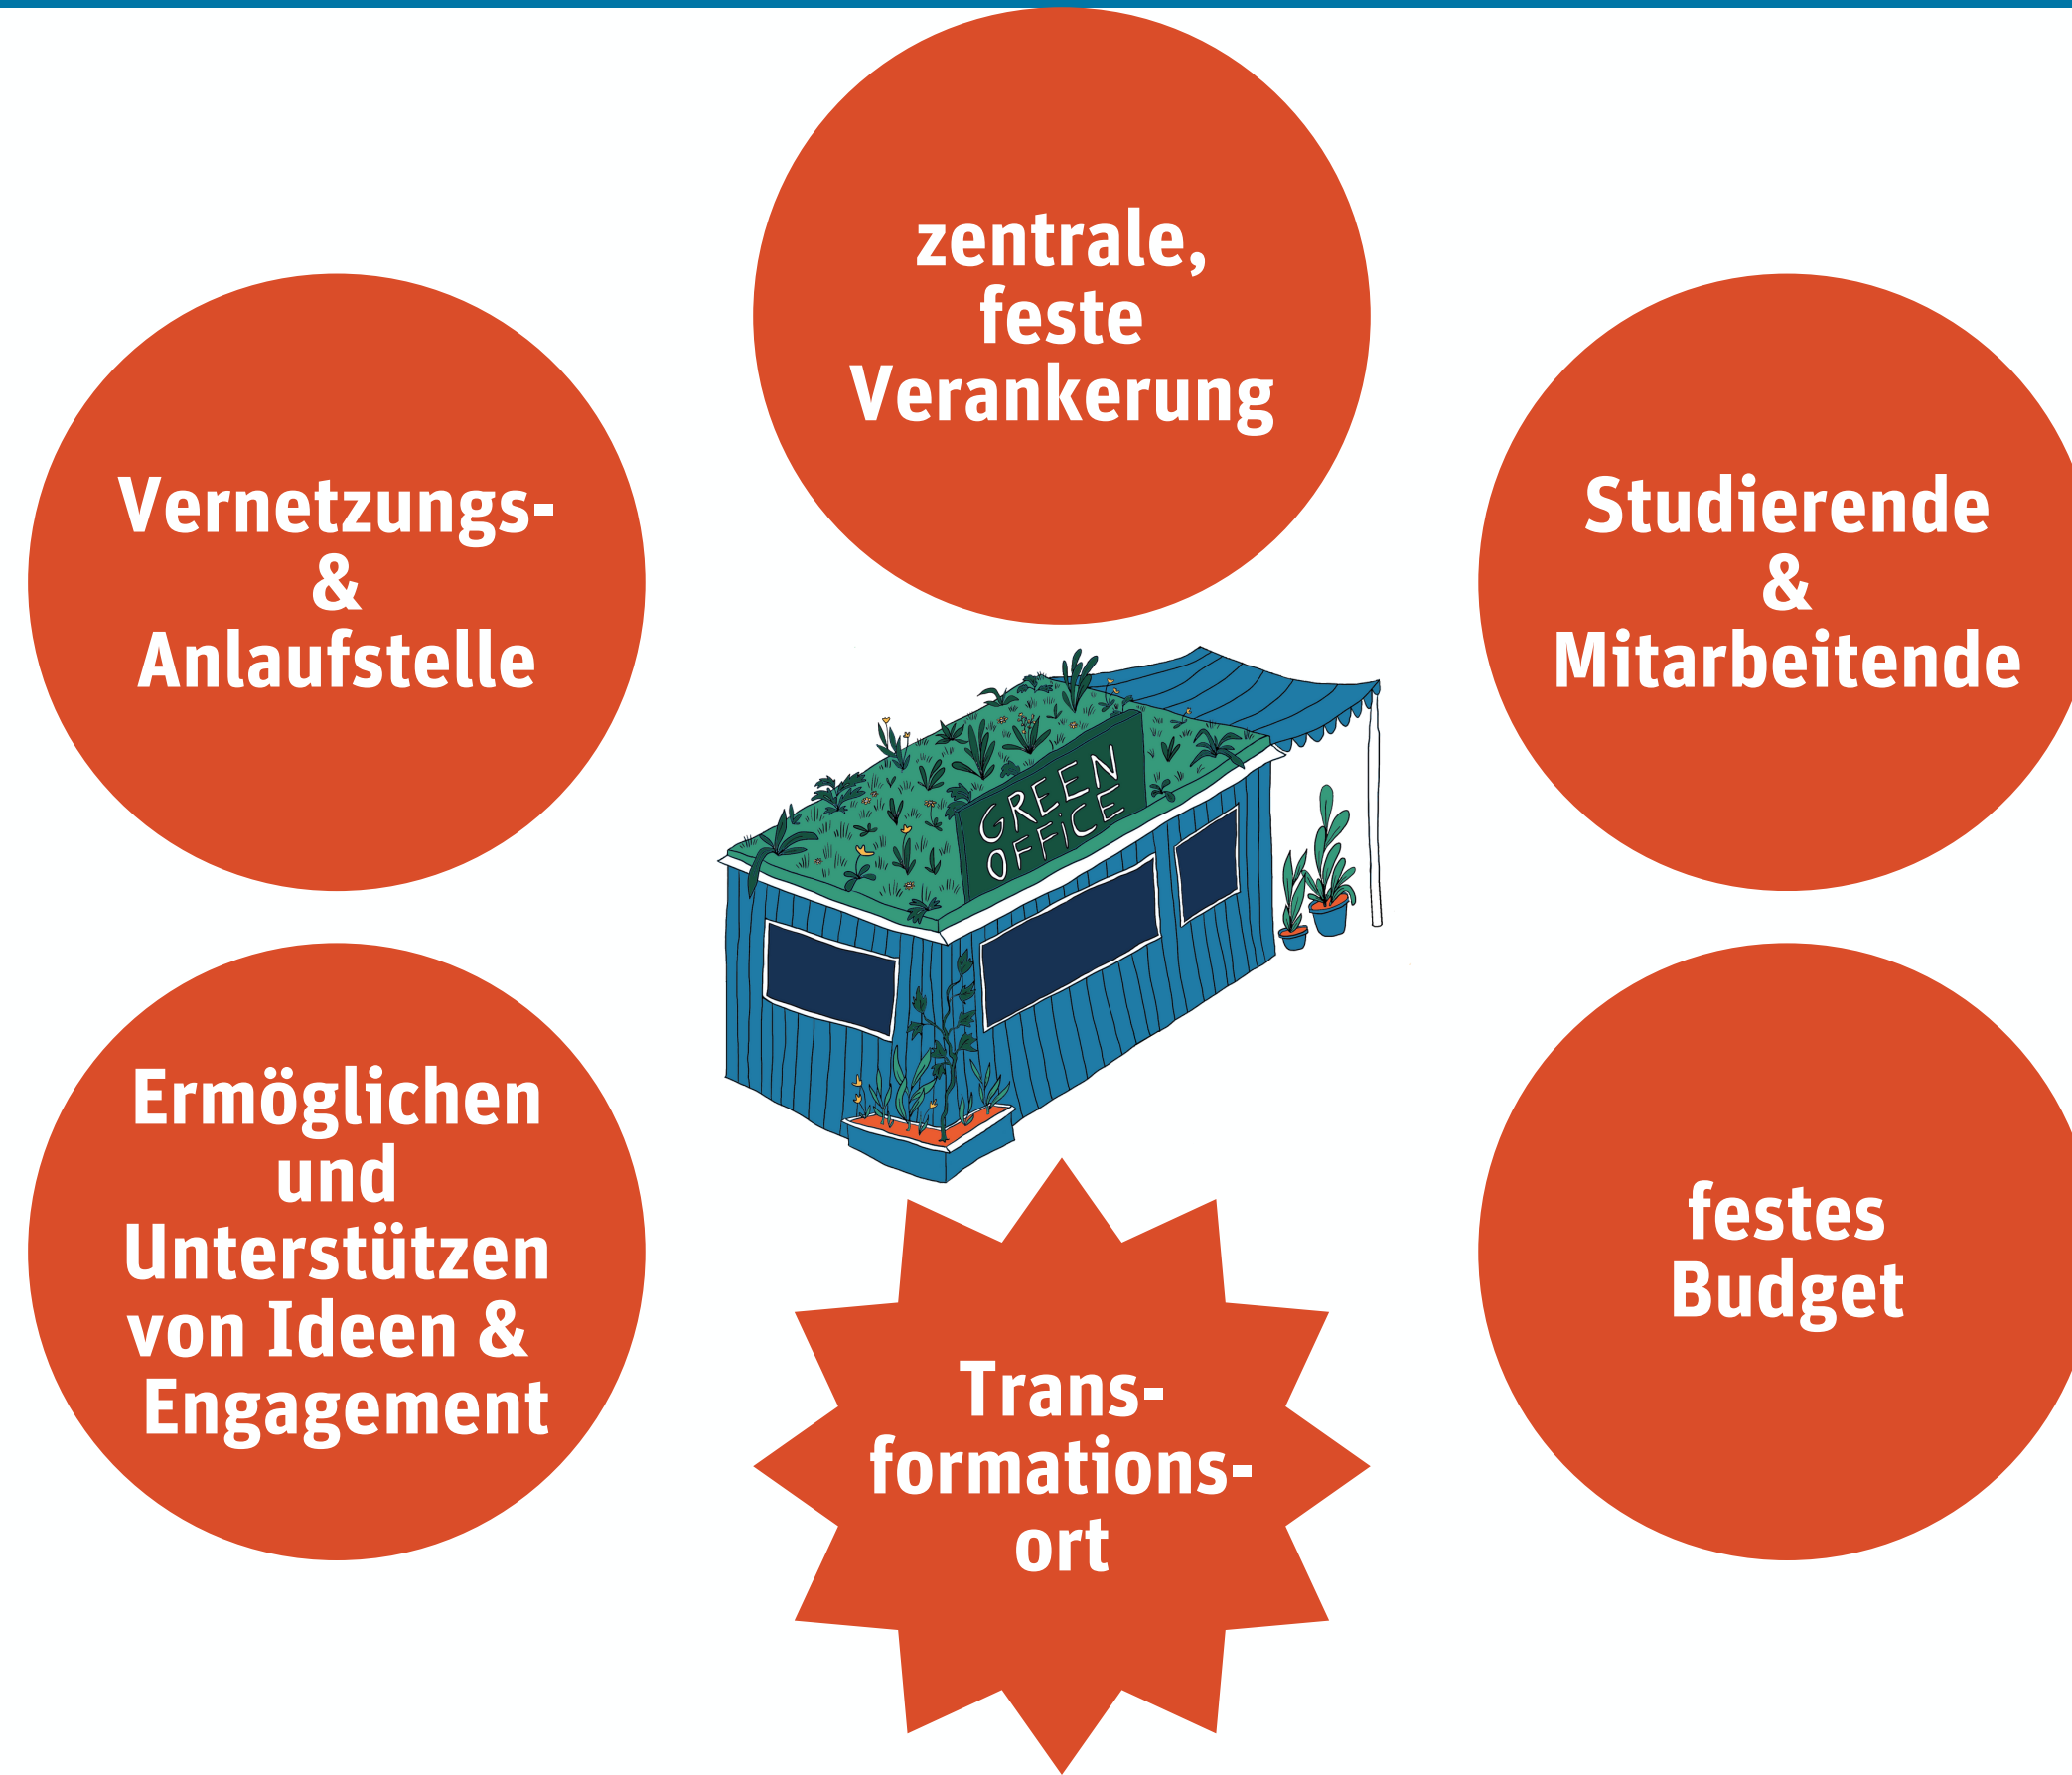 zentrale,
feste
Verankerung
Vernetzungs-
&
Anlaufstelle
Studierende
&
Mitarbeitende
GREEN
OFFiCE
Ermöglichen
und
Unterstützen
von Ideen &
Engagement
festes
Budget
Trans-
formations-
ort